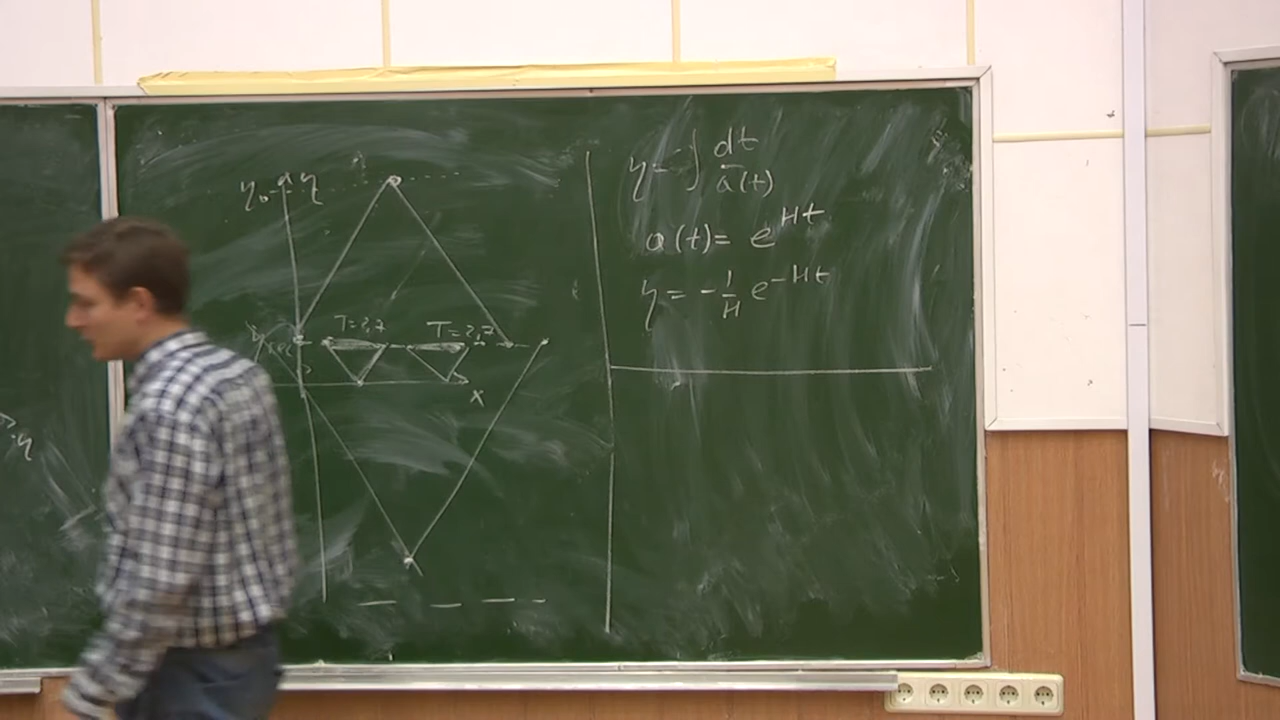 η₀ η
T=2,7 T=2,7
x
η = ∫ dt / a(t)
a(t) = e^{Ht}
η = - 1/H e^{-Ht}
η